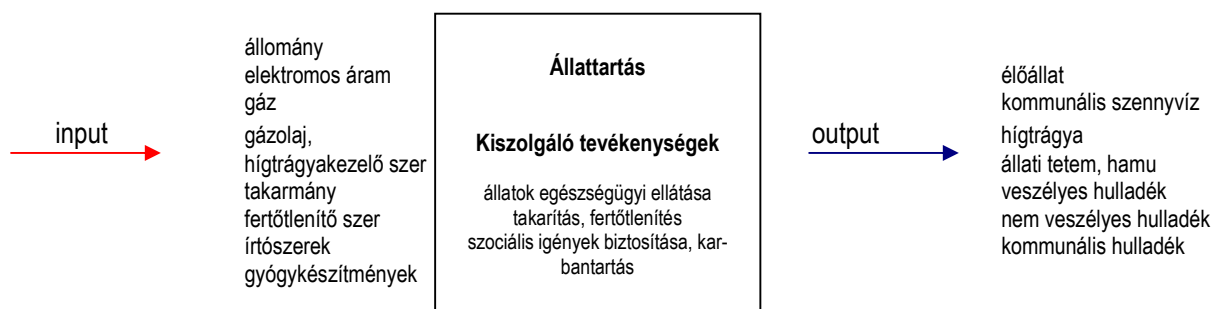 input
állomány
elektromos áram
gáz
gázolaj,
hígtrágyakezelő szer
takarmány
fertőtlenítő szer
írtószerek
gyógykészítmények
Állattartás
Kiszolgáló tevékenységek
állatok egészségügyi ellátása
takarítás, fertőtlenítés
szociális igények biztosítása, kar-
bantartás
output
élőállat
kommunális szennyvíz
hígtrágya
állati tetem, hamu
veszélyes hulladék
nem veszélyes hulladék
kommunális hulladék